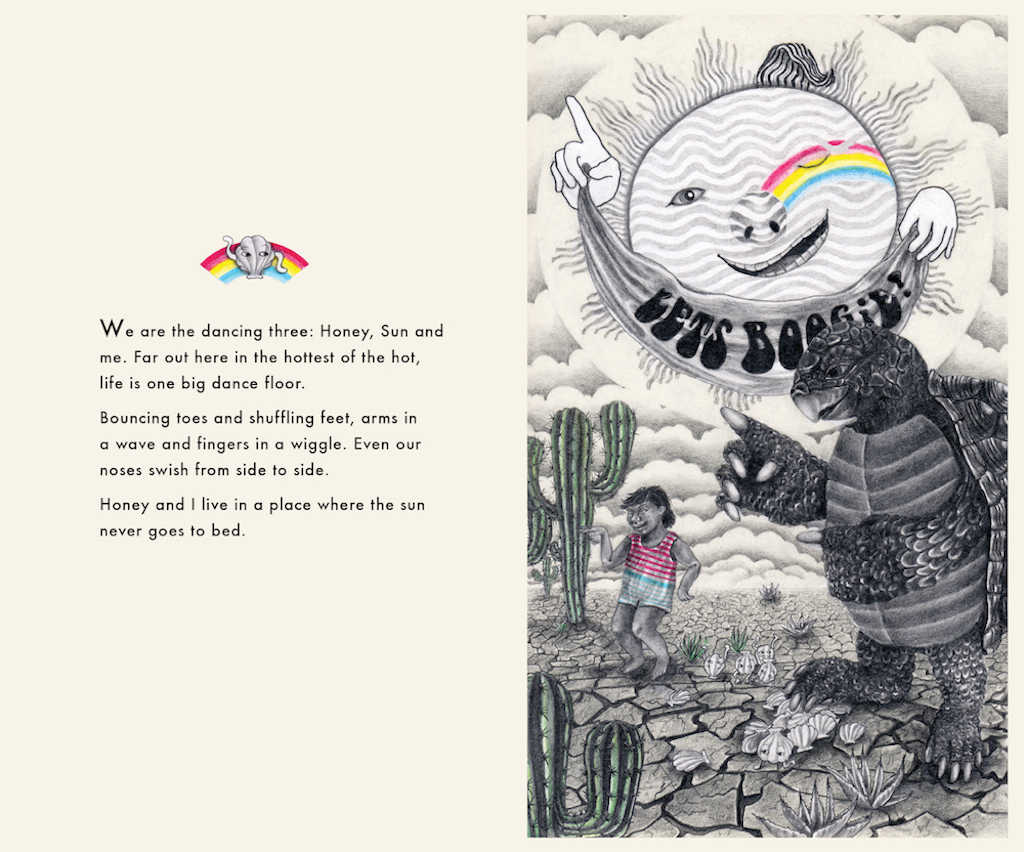 LETS BOOGIE!
We are the dancing three: Honey, Sun and
me. Far out here in the hottest of the hot,
life is one big dance floor.
Bouncing toes and shuffling feet, arms in
a wave and fingers in a wiggle. Even our
noses swish from side to side.
Honey and I live in a place where the sun
never goes to bed.